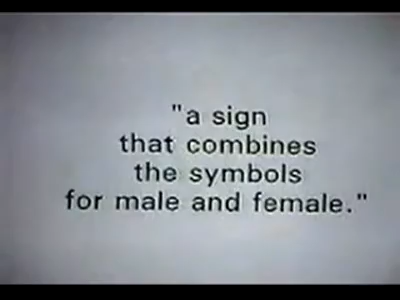 "a sign
that combines
the symbols
for male and female."